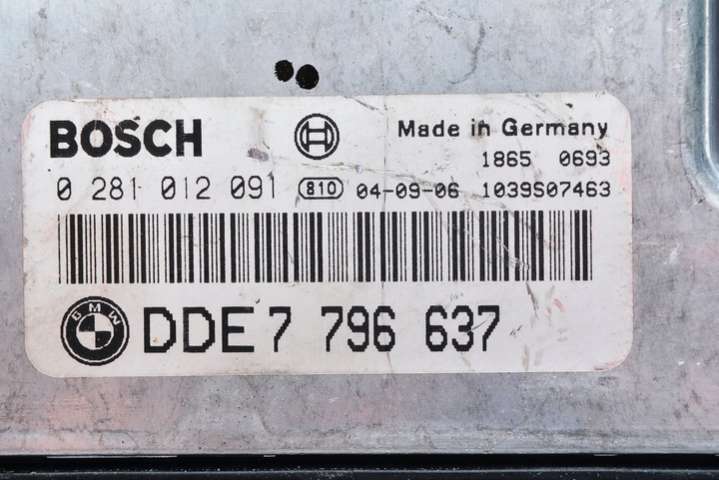 BOSCH Made in Germany
1865 0693
0 281 012 091 810 04-09-06 1039S07463
BMW DDE 7 796 637